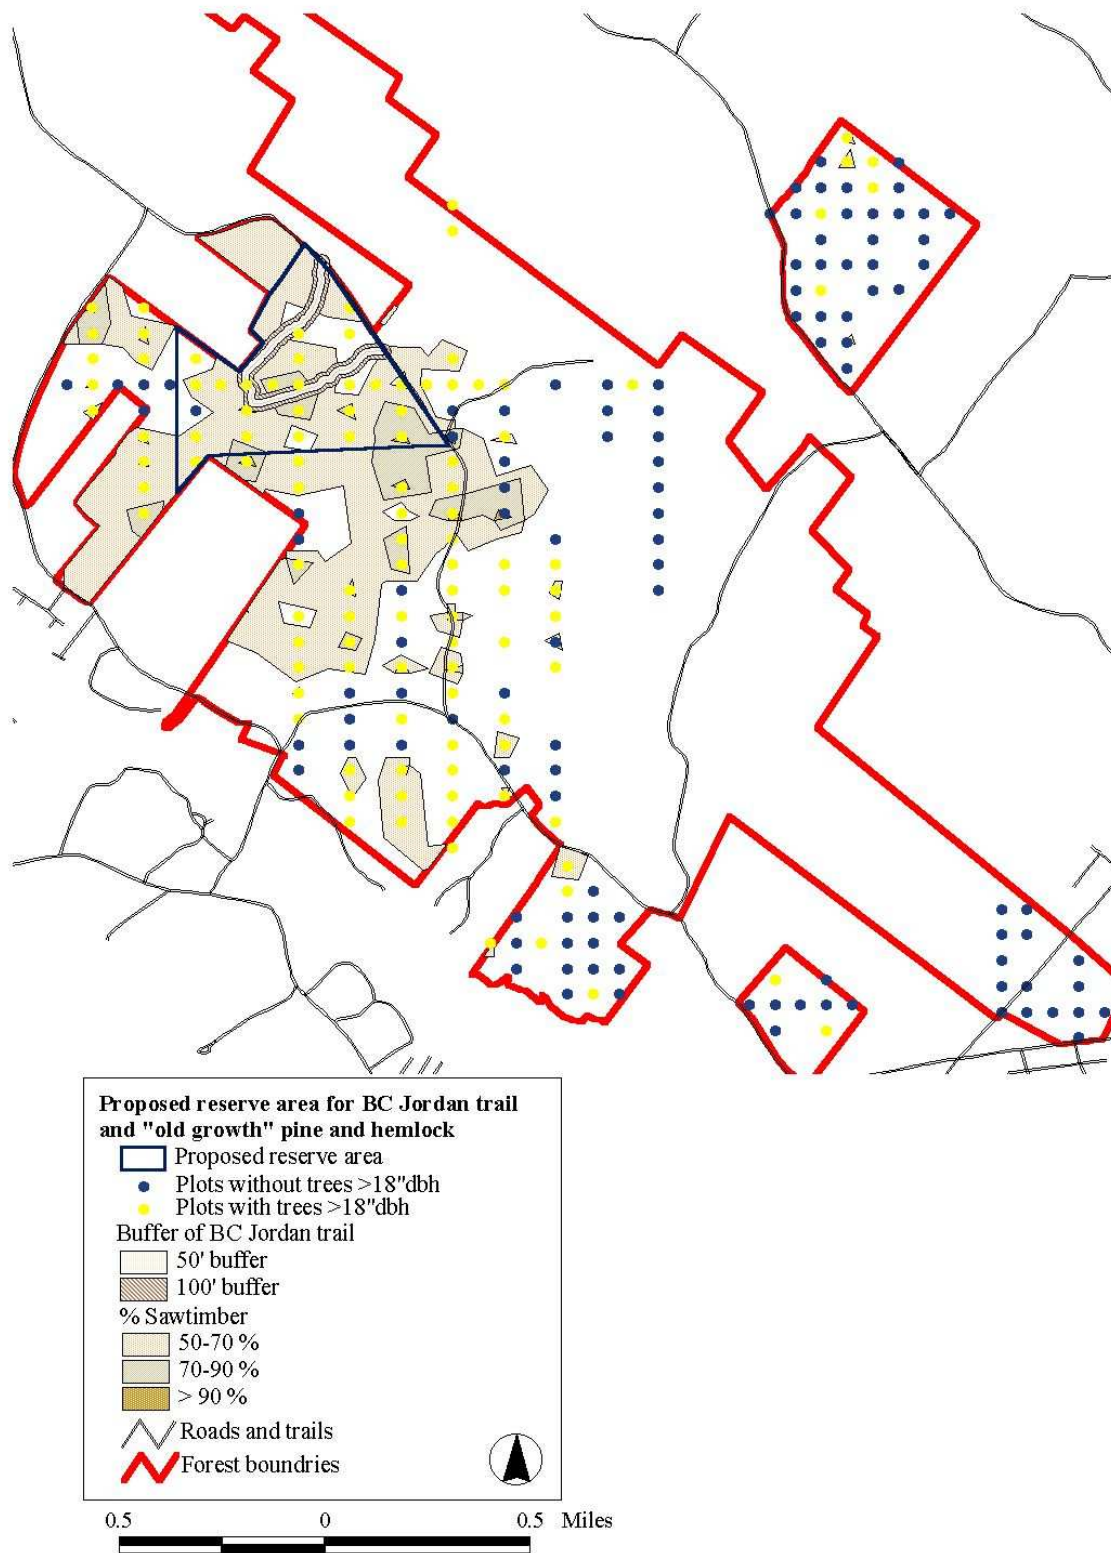 Proposed reserve area for BC Jordan trail
and "old growth" pine and hemlock
Proposed reserve area
Plots without trees >18"dbh
Plots with trees >18"dbh
Buffer of BC Jordan trail
50' buffer
100' buffer
% Sawtimber
50-70 %
70-90 %
> 90 %
Roads and trails
Forest boundries
0.5 0 0.5 Miles